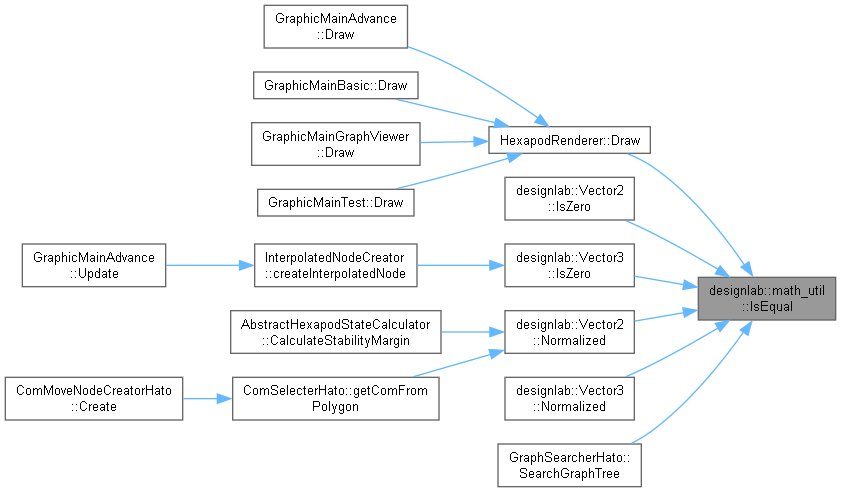 GraphicMainAdvance
::Draw
GraphicMainBasic::Draw
GraphicMainGraphViewer
::Draw
HexapodRenderer::Draw
GraphicMainTest::Draw
designlab::Vector2
::IsZero
GraphicMainAdvance
::Update
InterpolatedNodeCreator
::createInterpolatedNode
designlab::Vector3
::IsZero
designlab::math_util
::IsEqual
AbstractHexapodStateCalculator
::CalculateStabilityMargin
designlab::Vector2
::Normalized
ComMoveNodeCreatorHato
::Create
ComSelecterHato::getComFrom
Polygon
designlab::Vector3
::Normalized
GraphSearcherHato::
SearchGraphTree